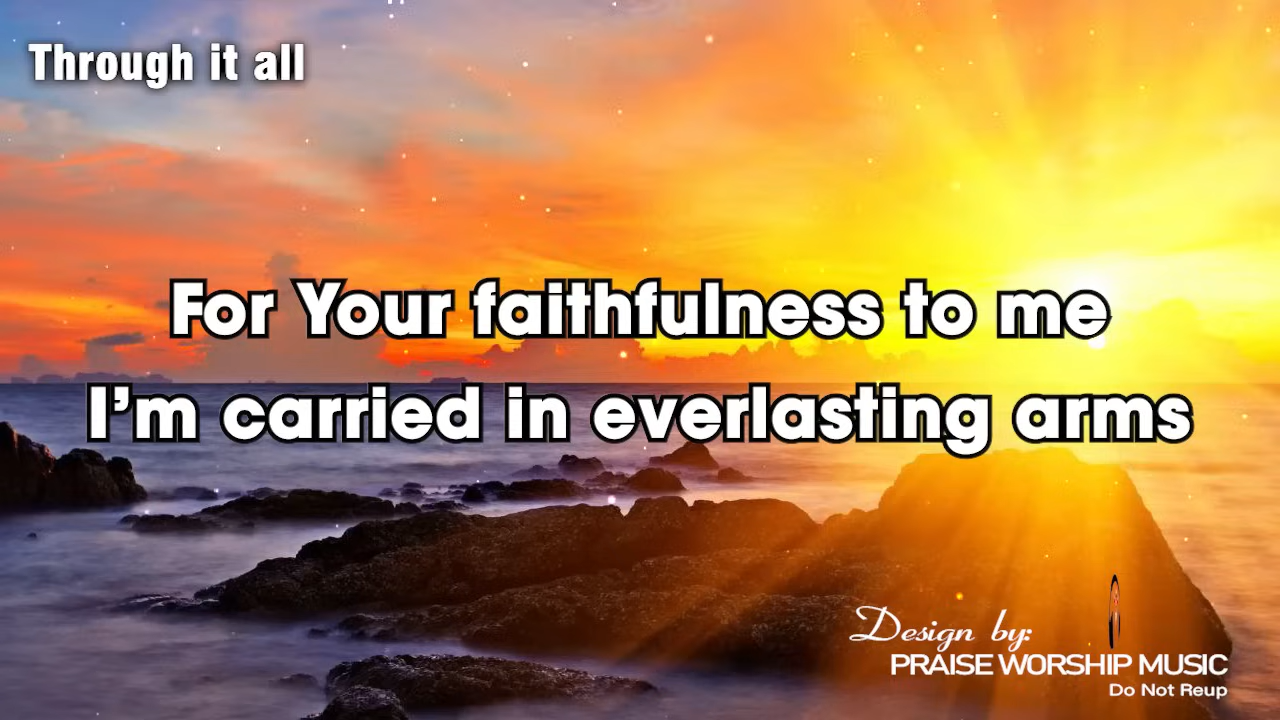 Through it all
For Your faithfulness to me
I'm carried in everlasting arms
Design by:
PRAISE WORSHIP MUSIC
Do Not Reup